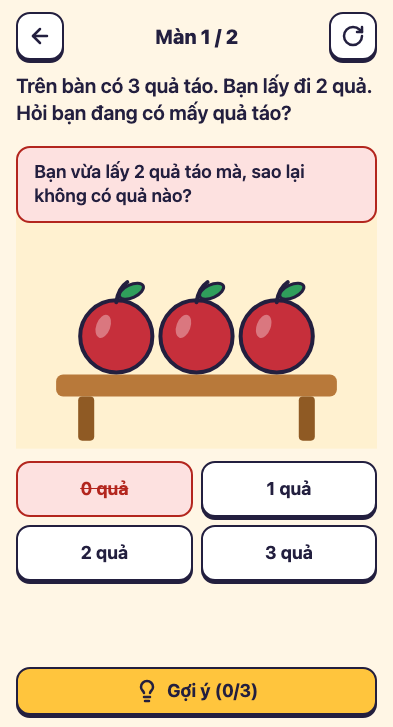 Màn 1 / 2
Trên bàn có 3 quả táo. Bạn lấy đi 2 quả.
Hỏi bạn đang có mấy quả táo?
Bạn vừa lấy 2 quả táo mà, sao lại
không có quả nào?
0 quả
1 quả
2 quả
3 quả
Gợi ý (0/3)